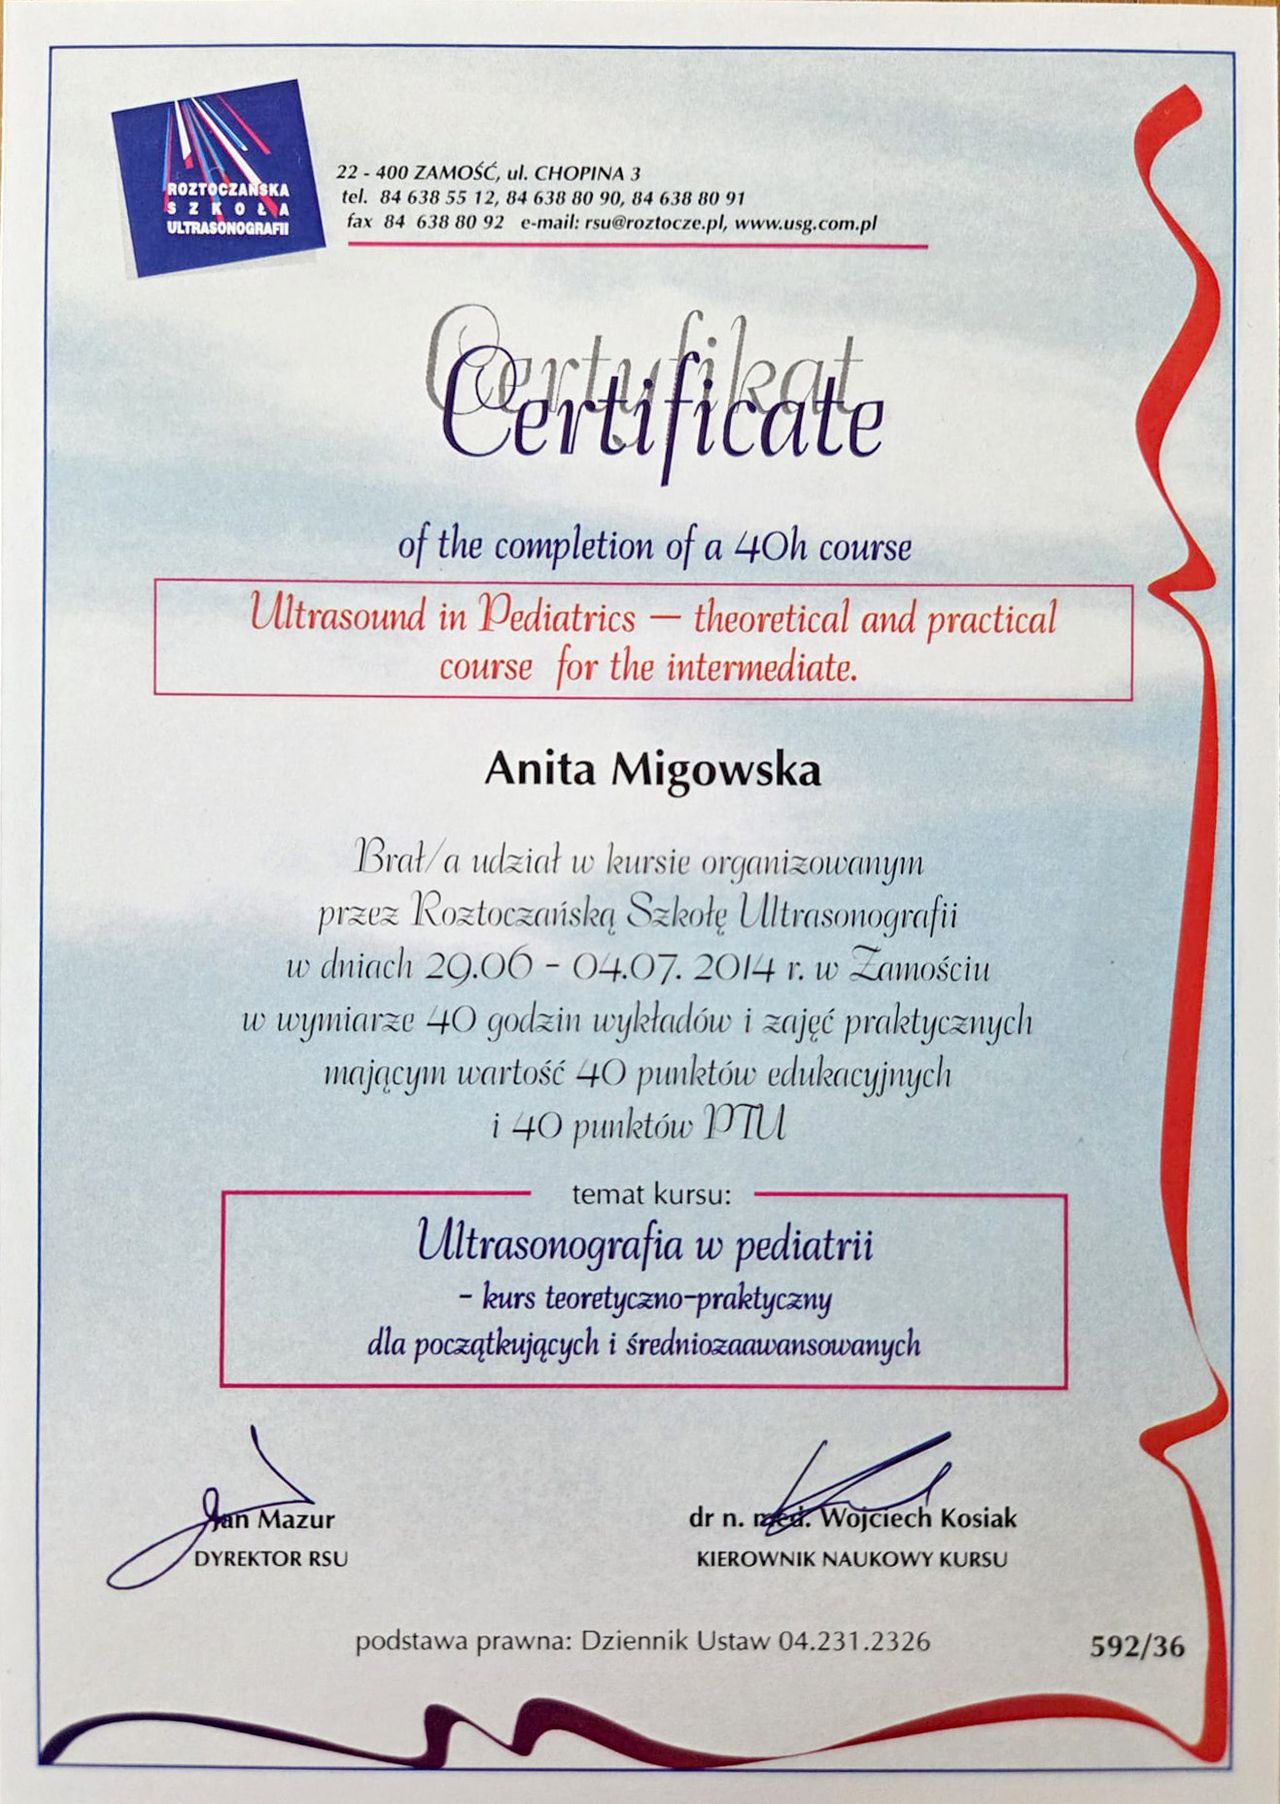 ROZTOCZAŃSKA
SZKOŁA
ULTRASONOGRAFII
22 - 400 ZAMOŚĆ, ul. CHOPINA 3
tel. 84 638 55 12, 84 638 80 90, 84 638 80 91
fax 84 638 80 92 e-mail: rsu@roztocze.pl, www.usg.com.pl
Certyfikat
Certificate
of the completion of a 40h course
Ultrasound in Pediatrics — theoretical and practical
course for the intermediate.
Anita Migowska
Brał/a udział w kursie organizowanym
przez Roztoczańską Szkołę Ultrasonografii
w dniach 29.06 - 04.07. 2014 r. w Zamościu
w wymiarze 40 godzin wykładów i zajęć praktycznych
mającym wartość 40 punktów edukacyjnych
i 40 punktów PTU
temat kursu:
Ultrasonografia w pediatrii
- kurs teoretyczno-praktyczny
dla początkujących i średniozaawansowanych
Jan Mazur
DYREKTOR RSU
dr n. med. Wojciech Kosiak
KIEROWNIK NAUKOWY KURSU
podstawa prawna: Dziennik Ustaw 04.231.2326
592/36